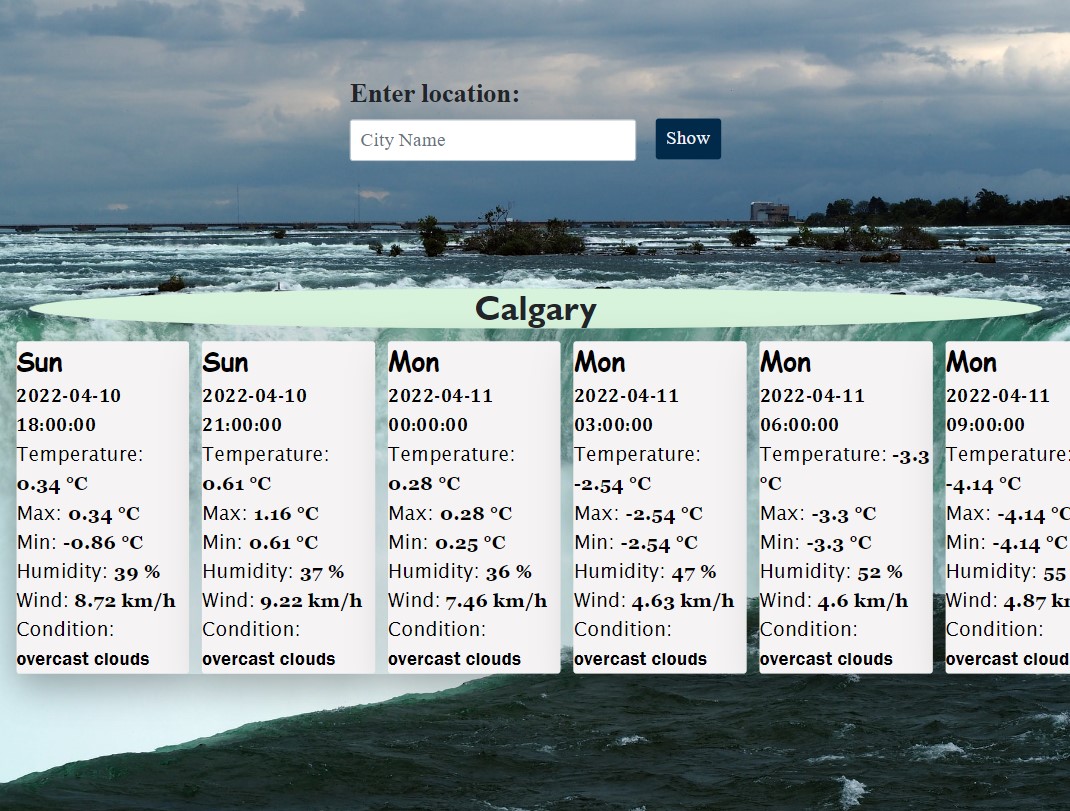 Enter location:
City Name
Show
Calgary
Sun
2022-04-10
18:00:00
Temperature:
0.34 °C
Max: 0.34 °C
Min: -0.86 °C
Humidity: 39 %
Wind: 8.72 km/h
Condition:
overcast clouds
Sun
2022-04-10
21:00:00
Temperature:
0.61 °C
Max: 1.16 °C
Min: 0.61 °C
Humidity: 37 %
Wind: 9.22 km/h
Condition:
overcast clouds
Mon
2022-04-11
00:00:00
Temperature:
0.28 °C
Max: 0.28 °C
Min: 0.25 °C
Humidity: 36 %
Wind: 7.46 km/h
Condition:
overcast clouds
Mon
2022-04-11
03:00:00
Temperature:
-2.54 °C
Max: -2.54 °C
Min: -2.54 °C
Humidity: 47 %
Wind: 4.63 km/h
Condition:
overcast clouds
Mon
2022-04-11
06:00:00
Temperature: -3.3
°C
Max: -3.3 °C
Min: -3.3 °C
Humidity: 52 %
Wind: 4.6 km/h
Condition:
overcast clouds
Mon
2022-04-11
09:00:00
Temperature:
-4.14 °C
Max: -4.14 °C
Min: -4.14 °C
Humidity: 55
Wind: 4.87
Condition:
overcast